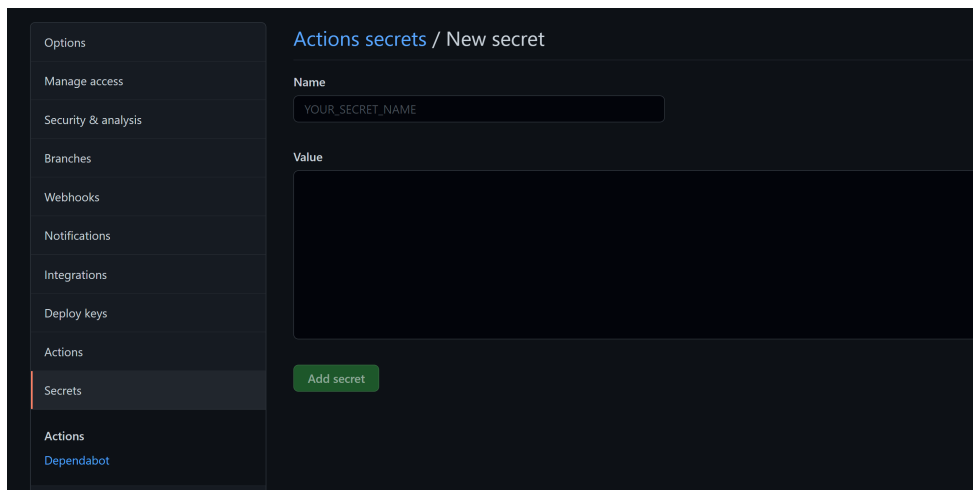 Options
Manage access
Security & analysis
Branches
Webhooks
Notifications
Integrations
Deploy keys
Actions
Secrets
Actions
Dependabot
Actions secrets / New secret
Name
YOUR_SECRET_NAME
Value
Add secret